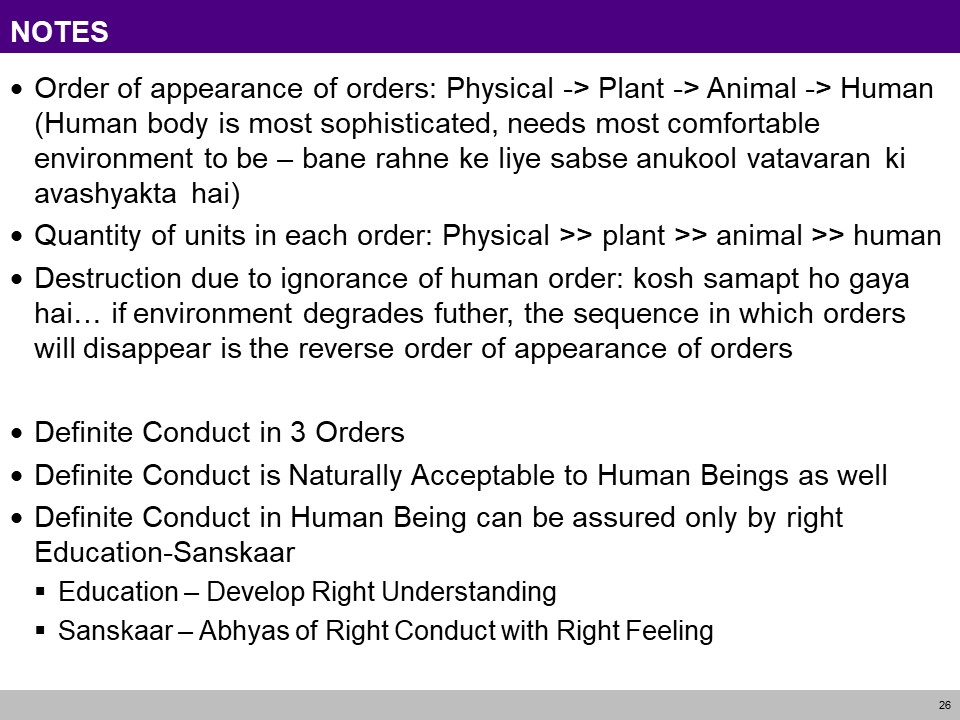 NOTES
• Order of appearance of orders: Physical -> Plant -> Animal -> Human
(Human body is most sophisticated, needs most comfortable
environment to be – bane rahne ke liye sabse anukool vatavaran ki
avashyakta hai)
• Quantity of units in each order: Physical >> plant >> animal >> human
• Destruction due to ignorance of human order: kosh samapt ho gaya
hai… if environment degrades futher, the sequence in which orders
will disappear is the reverse order of appearance of orders
• Definite Conduct in 3 Orders
• Definite Conduct is Naturally Acceptable to Human Beings as well
• Definite Conduct in Human Being can be assured only by right
Education-Sanskaar
▪ Education – Develop Right Understanding
▪ Sanskaar – Abhyas of Right Conduct with Right Feeling
26